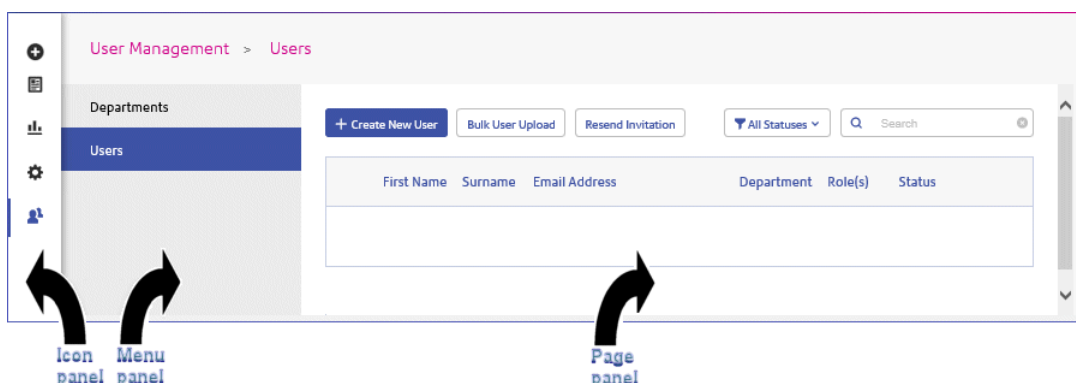 User Management > Users
Departments
Users
+ Create New User Bulk User Upload Resend Invitation All Statuses Search
First Name Surname Email Address Department Role(s) Status
Icon panel
Menu panel
Page panel